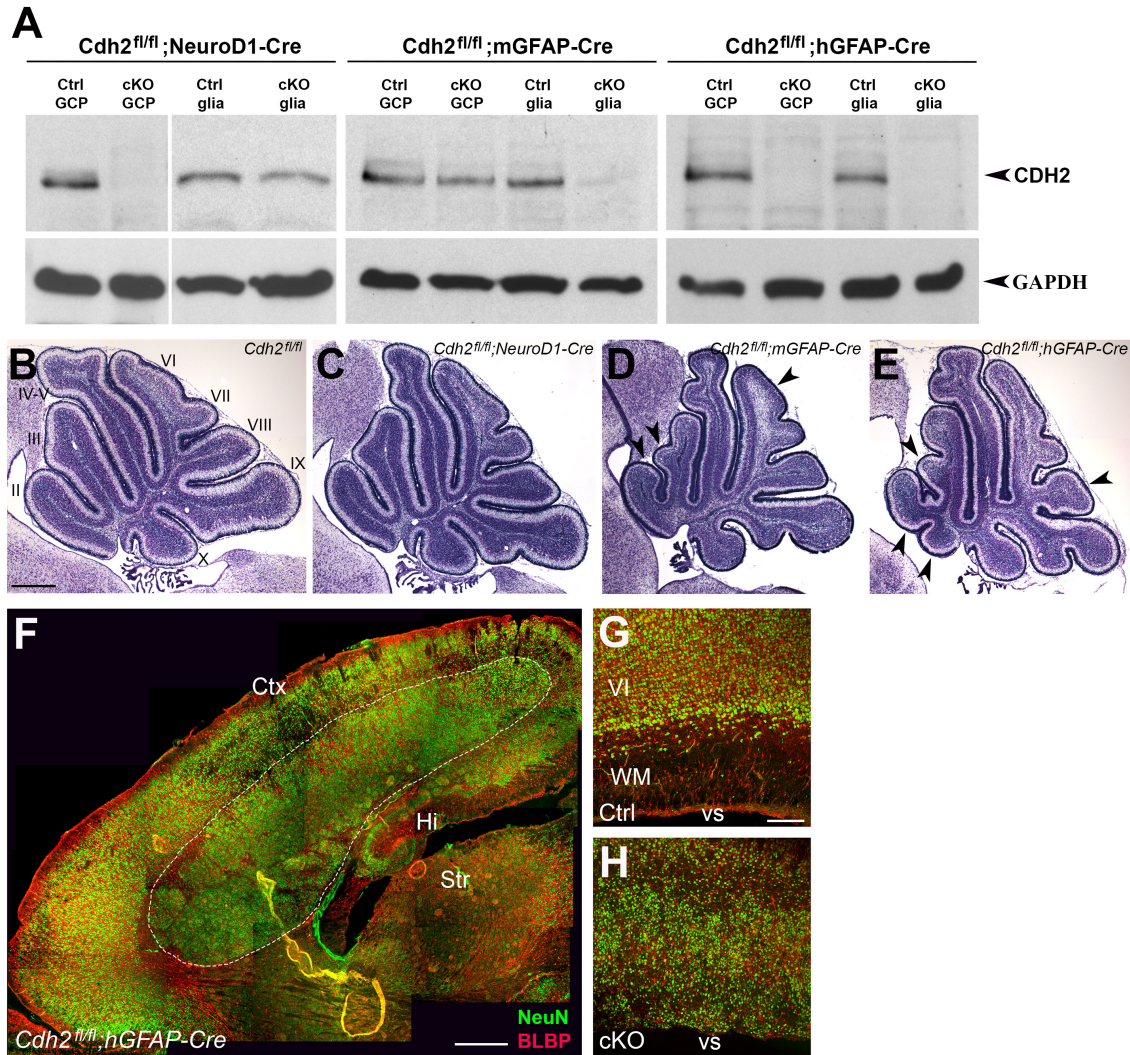 A
Cdh2fl/fl;NeuroD1-Cre
Cdh2fl/fl;mGFAP-Cre
Cdh2fl/fl;hGFAP-Cre
Ctrl GCP
cKO GCP
Ctrl glia
cKO glia
Ctrl GCP
cKO GCP
Ctrl glia
cKO glia
Ctrl GCP
cKO GCP
Ctrl glia
cKO glia
CDH2
GAPDH
B
Cdh2fl/fl
VI
IV-V
VII
VIII
III
IX
II
X
C
Cdh2fl/fl;NeuroD1-Cre
D
Cdh2fl/fl;mGFAP-Cre
E
Cdh2fl/fl;hGFAP-Cre
F
Ctx
Hi
Str
NeuN
BLBP
Cdh2fl/fl;hGFAP-Cre
G
VI
WM
Ctrl
vs
H
cKO
vs